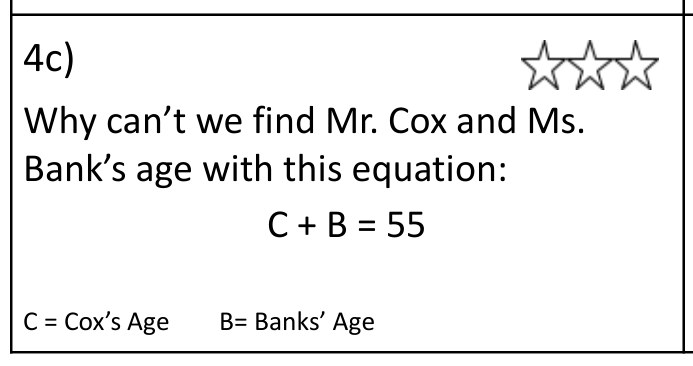 4c)
Why can’t we find Mr. Cox and Ms.
Bank’s age with this equation:
C + B = 55
C = Cox’s Age B= Banks’ Age